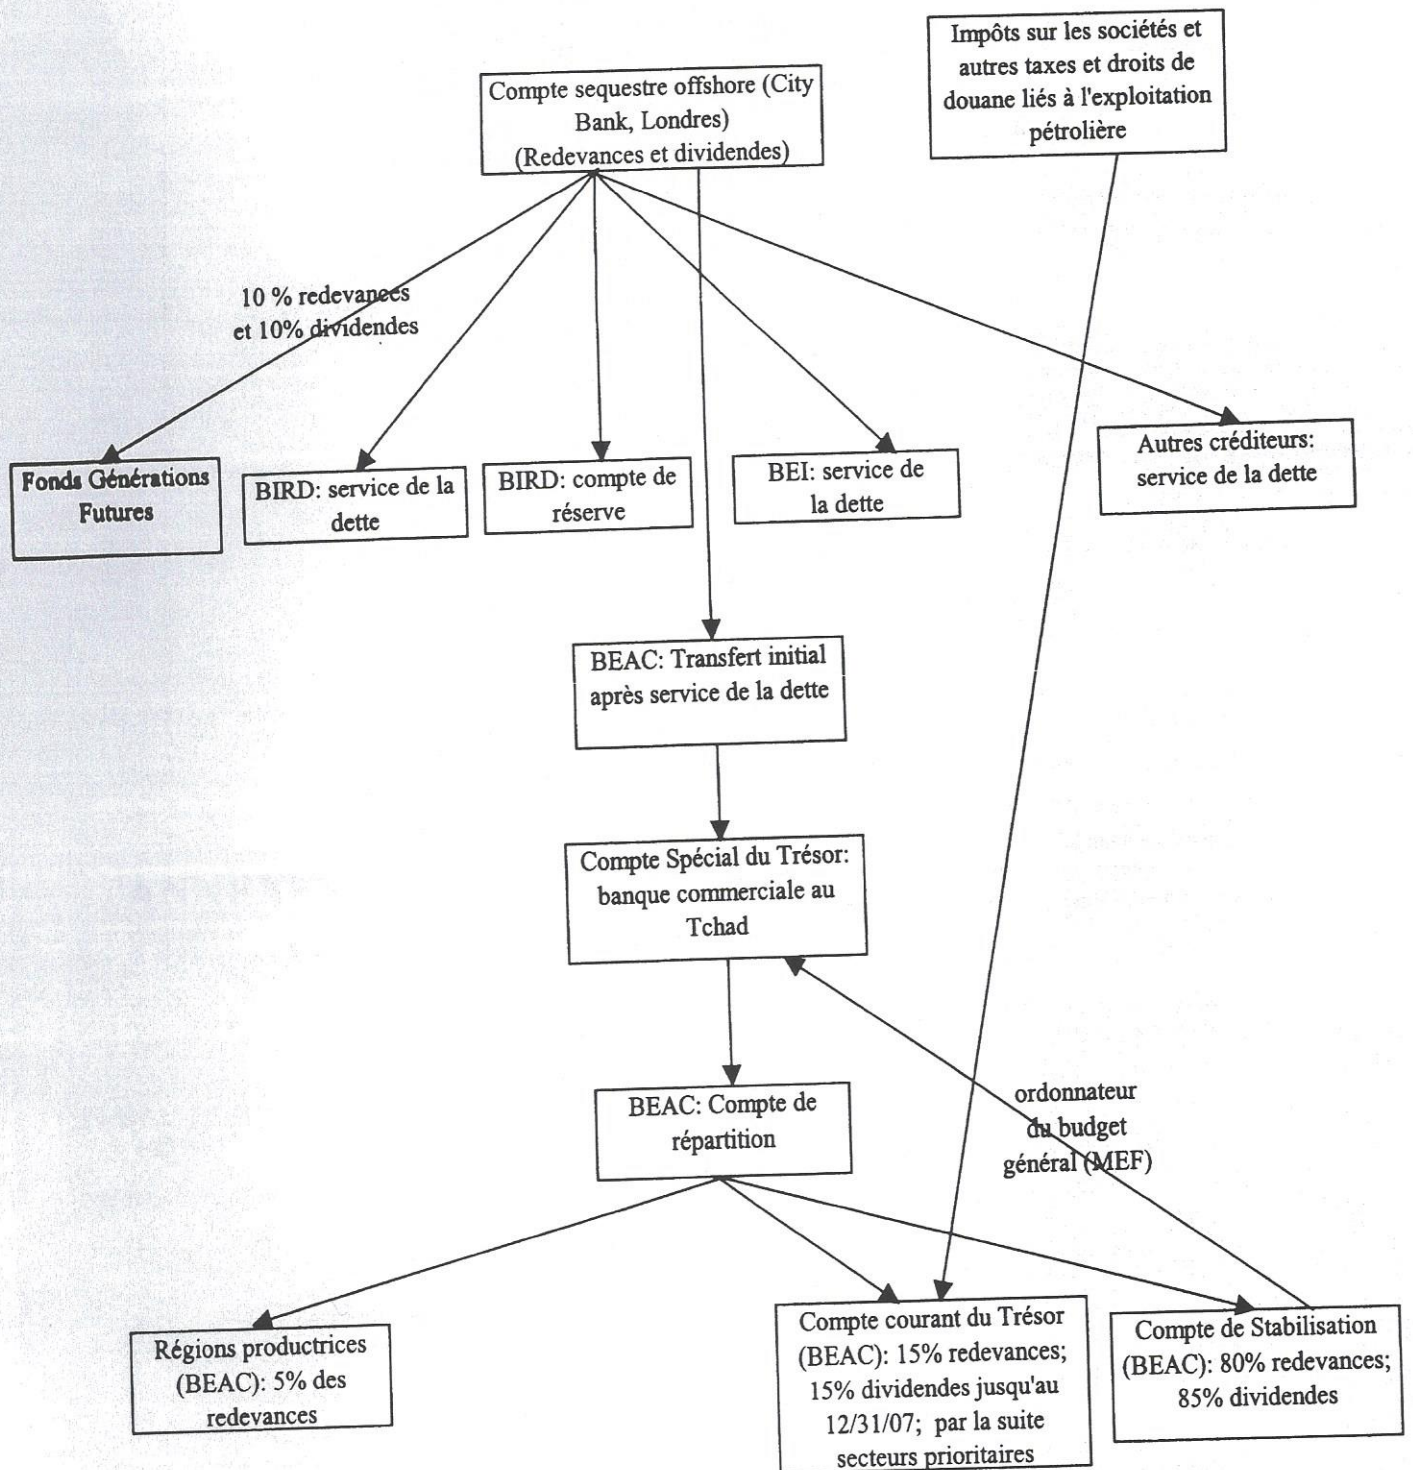 Impôts sur les sociétés et
autres taxes et droits de
douane liés à l'exploitation
pétrolière
Compte sequestre offshore (City
Bank, Londres)
(Redevances et dividendes)
10 % redevances
et 10% dividendes
Fonds Générations
Futures
BIRD: service de la
dette
BIRD: compte de
réserve
BEI: service de
la dette
Autres créditeurs:
service de la dette
BEAC: Transfert initial
après service de la dette
Compte Spécial du Trésor:
banque commerciale au
Tchad
BEAC: Compte de
répartition
ordonnateur
du budget
général (MEF)
Régions productrices
(BEAC): 5% des
redevances
Compte courant du Trésor
(BEAC): 15% redevances;
15% dividendes jusqu'au
12/31/07; par la suite
secteurs prioritaires
Compte de Stabilisation
(BEAC): 80% redevances;
85% dividendes